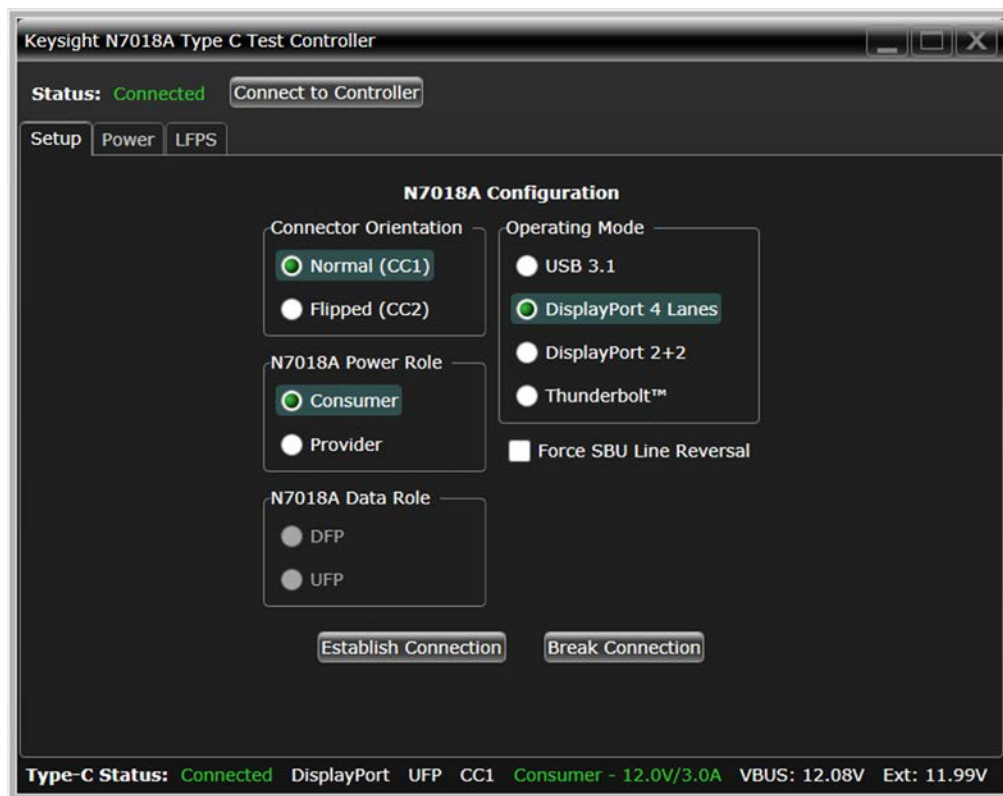 Keysight N7018A Type C Test Controller
Status: Connected Connect to Controller
Setup Power LFPS
N7018A Configuration
Connector Orientation
Normal (CC1)
Flipped (CC2)
N7018A Power Role
Consumer
Provider
N7018A Data Role
DFP
UFP
Operating Mode
USB 3.1
DisplayPort 4 Lanes
DisplayPort 2+2
Thunderbolt™
Force SBU Line Reversal
Establish Connection Break Connection
Type-C Status: Connected DisplayPort UFP CC1 Consumer - 12.0V/3.0A VBUS: 12.08V Ext: 11.99V